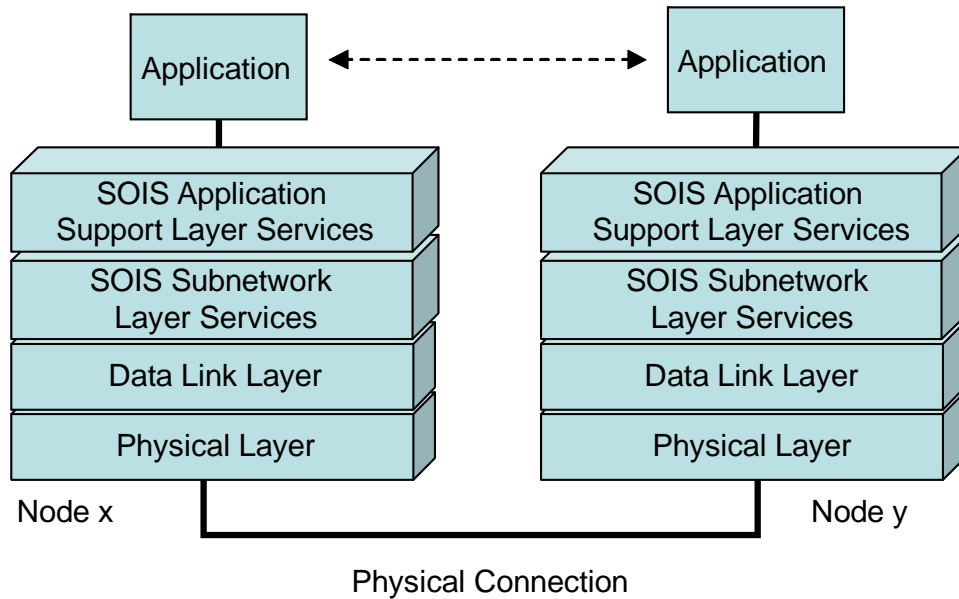 Application
Application
SOIS Application
Support Layer Services
SOIS Subnetwork
Layer Services
Data Link Layer
Physical Layer
Node x
SOIS Application
Support Layer Services
SOIS Subnetwork
Layer Services
Data Link Layer
Physical Layer
Node y
Physical Connection